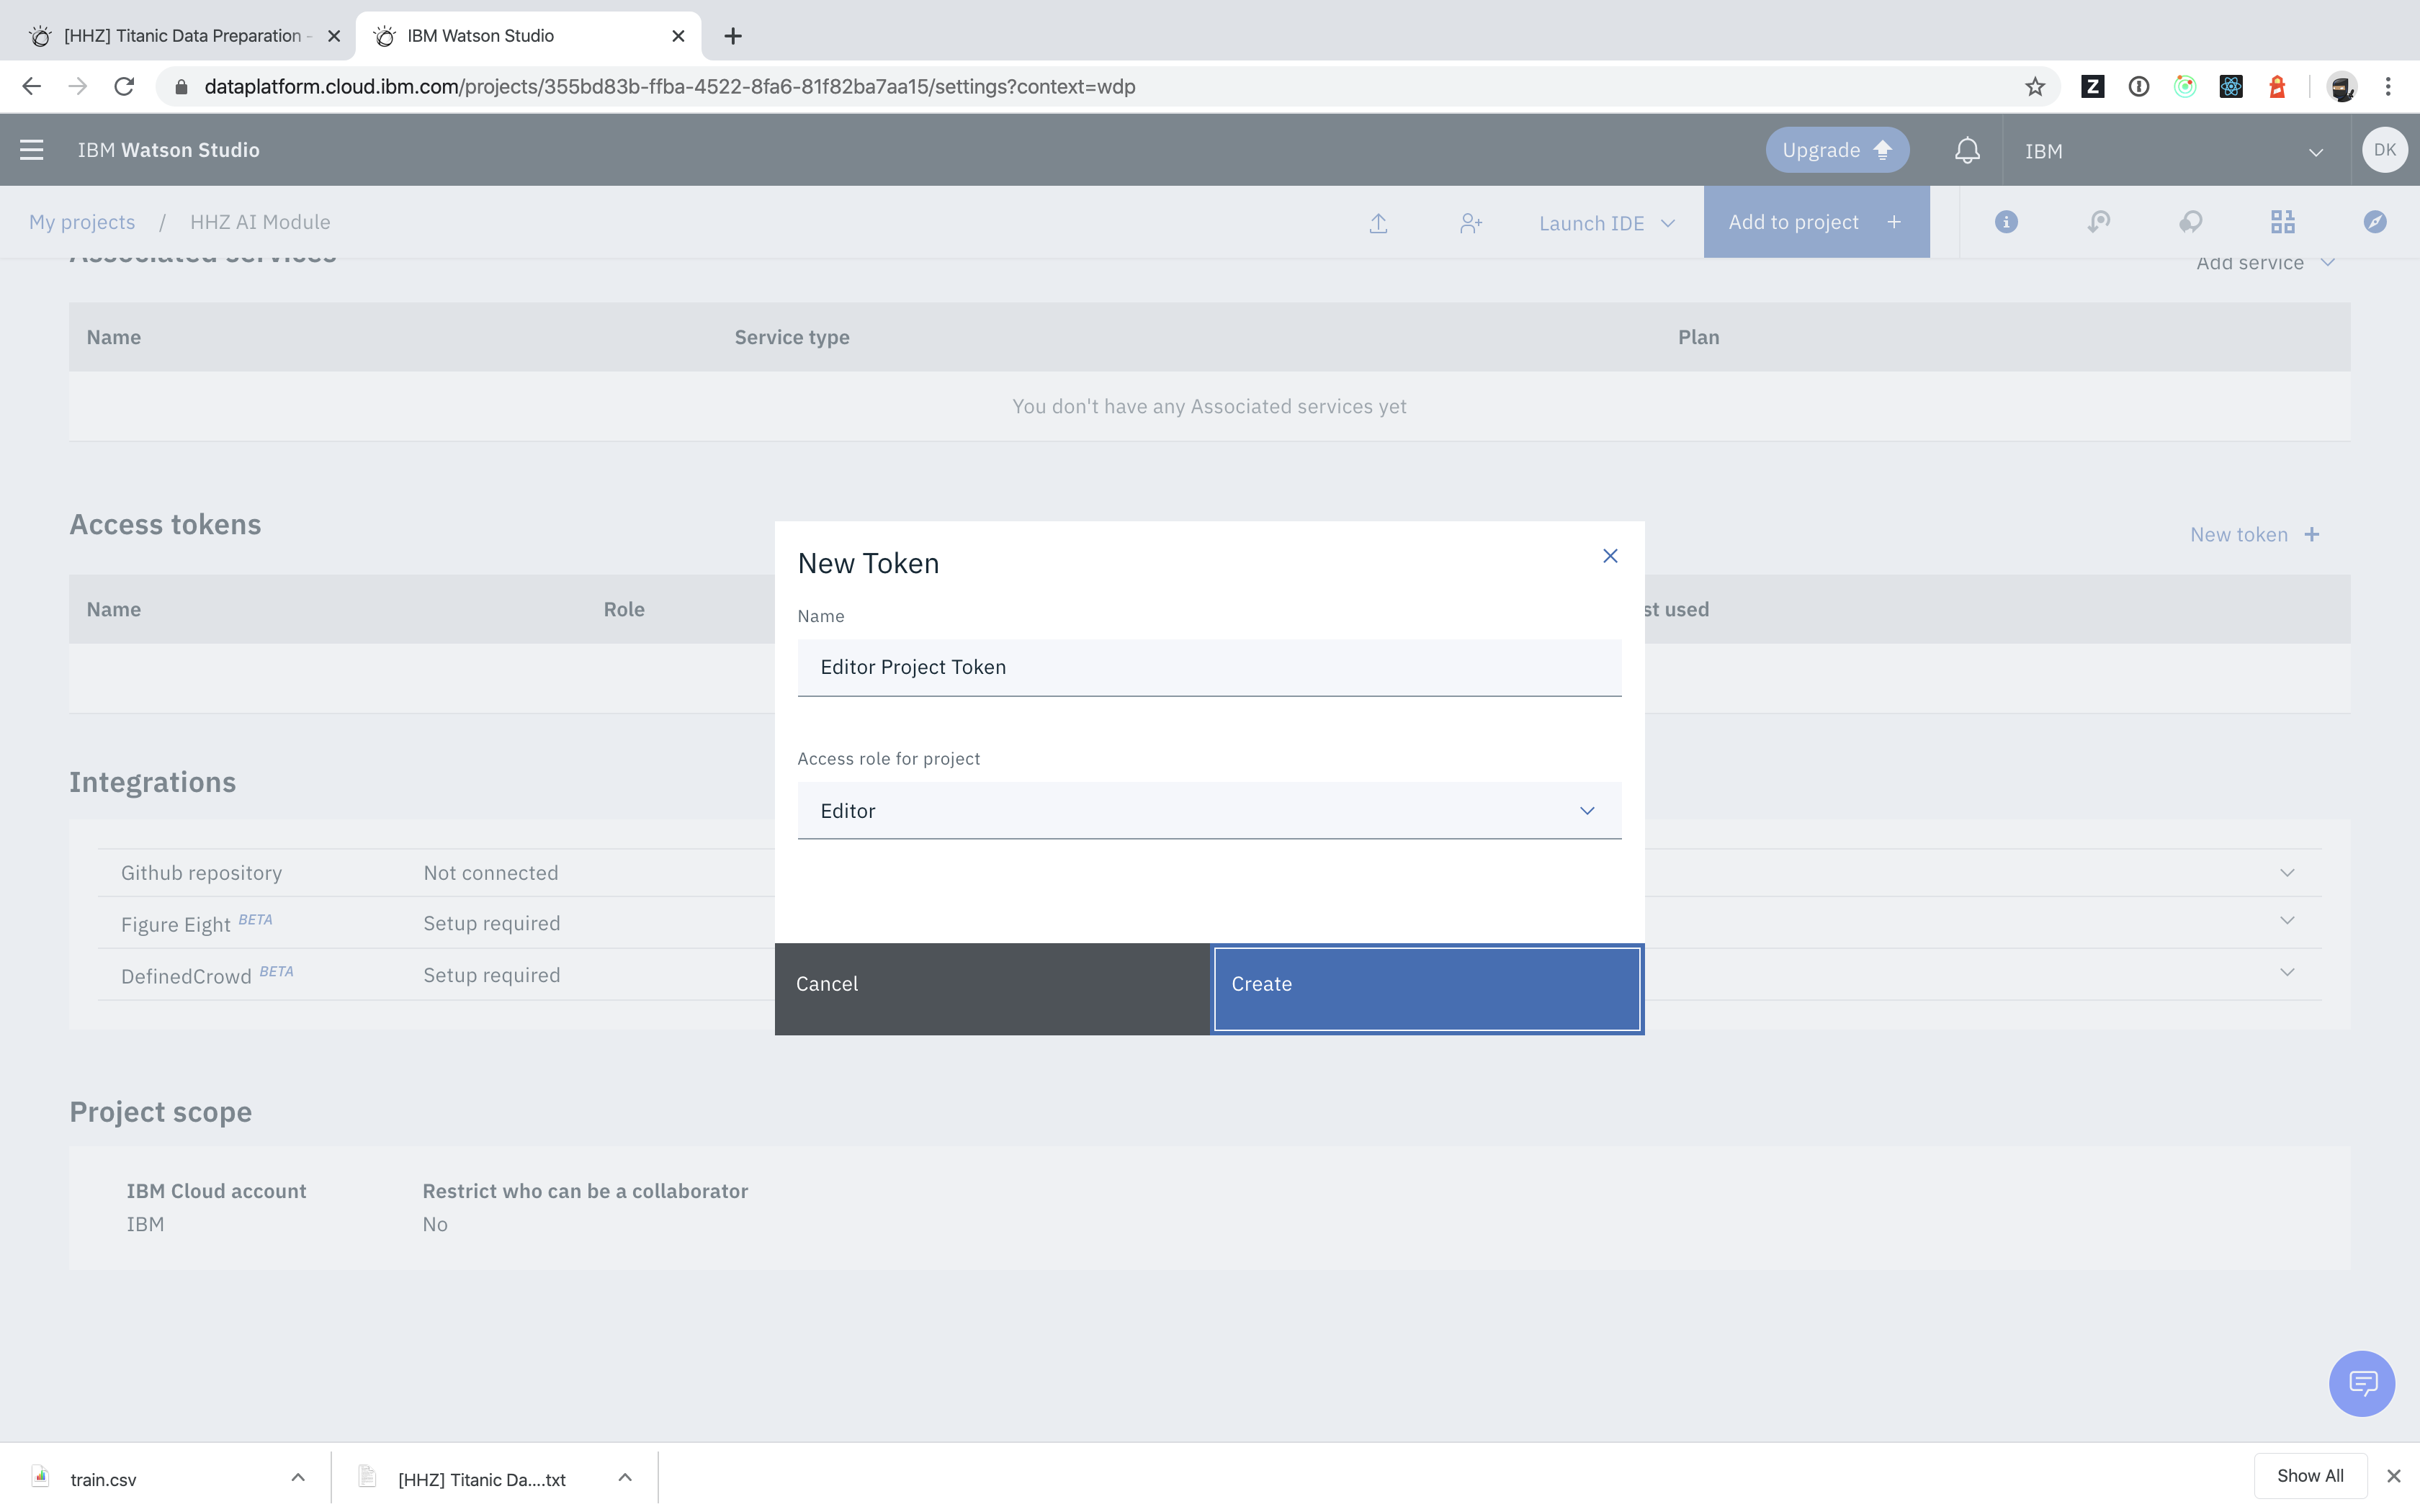 [HHZ] Titanic Data Preparation -
IBM Watson Studio
dataplatform.cloud.ibm.com/projects/355bd83b-ffba-4522-8fa6-81f82ba7aa15/settings?context=wdp
IBM Watson Studio
Upgrade
IBM
DK
My projects / HHZ AI Module
Launch IDE
Add to project +
Associated services
Add service
Name Service type Plan
You don't have any Associated services yet
Access tokens
New token +
Name Role st used
New Token
Name
Editor Project Token
Access role for project
Editor
Cancel
Create
Integrations
Github repository Not connected
Figure Eight BETA Setup required
DefinedCrowd BETA Setup required
Project scope
IBM Cloud account Restrict who can be a collaborator
IBM No
train.csv
[HHZ] Titanic Da....txt
Show All